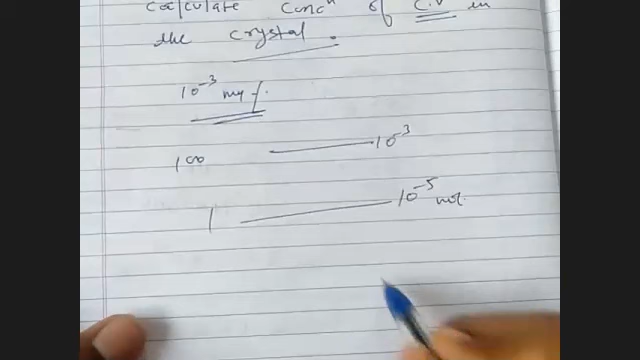 calculate concⁿ of C.V in
the crystal.
10⁻³ mol %.
100 — 10⁻³
1 — 10⁻⁵ mol.